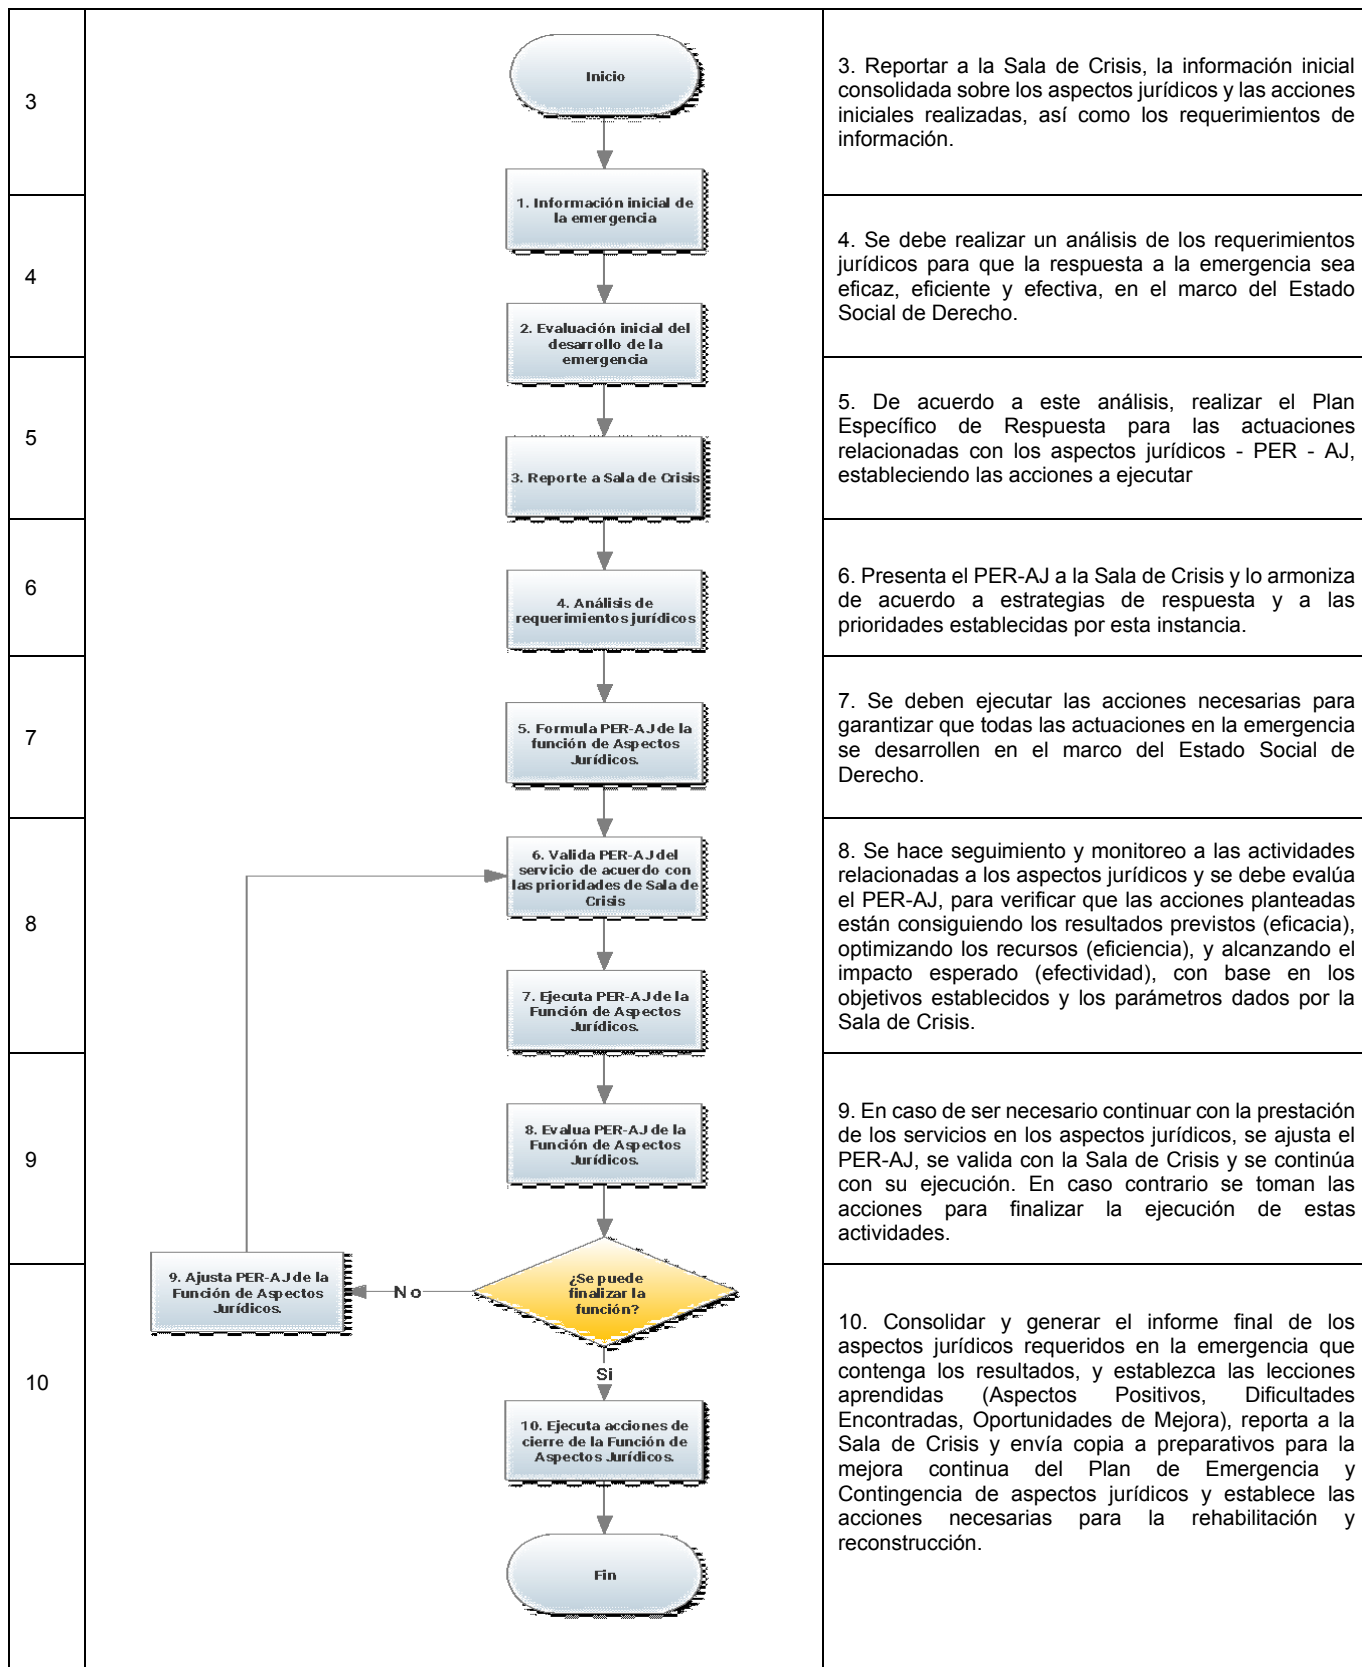 3
Inicio
3. Reportar a la Sala de Crisis, la información inicial
consolidada sobre los aspectos jurídicos y las acciones
iniciales realizadas, así como los requerimientos de
información.
1. Información inicial de
la emergencia
4
4. Se debe realizar un análisis de los requerimientos
jurídicos para que la respuesta a la emergencia sea
eficaz, eficiente y efectiva, en el marco del Estado
Social de Derecho.
2. Evaluación inicial del
desarrollo de la
emergencia
5
5. De acuerdo a este análisis, realizar el Plan
Específico de Respuesta para las actuaciones
relacionadas con los aspectos jurídicos - PER - AJ,
estableciendo las acciones a ejecutar
3. Reporte a Sala de Crisis
6
6. Presenta el PER-AJ a la Sala de Crisis y lo armoniza
de acuerdo a estrategias de respuesta y a las
prioridades establecidas por esta instancia.
4. Análisis de
requerimientos jurídicos
7
7. Se deben ejecutar las acciones necesarias para
garantizar que todas las actuaciones en la emergencia
se desarrollen en el marco del Estado Social de
Derecho.
5. Formula PER-AJ de la
función de Aspectos
Jurídicos.
8
6. Valida PER-AJ del
servicio de acuerdo con
las prioridades de Sala de
Crisis
8. Se hace seguimiento y monitoreo a las actividades
relacionadas a los aspectos jurídicos y se debe evalúa
el PER-AJ, para verificar que las acciones planteadas
están consiguiendo los resultados previstos (eficacia),
optimizando los recursos (eficiencia), y alcanzando el
impacto esperado (efectividad), con base en los
objetivos establecidos y los parámetros dados por la
Sala de Crisis.
7. Ejecuta PER-AJ de la
Función de Aspectos
Jurídicos.
9
8. Evalua PER-AJ de la
Función de Aspectos
Jurídicos.
9. En caso de ser necesario continuar con la prestación
de los servicios en los aspectos jurídicos, se ajusta el
PER-AJ, se valida con la Sala de Crisis y se continúa
con su ejecución. En caso contrario se toman las
acciones para finalizar la ejecución de estas
actividades.
9. Ajusta PER-AJ de la
Función de Aspectos
Jurídicos.
No
¿Se puede
finalizar la
función?
Si
10
10. Ejecuta acciones de
cierre de la Función de
Aspectos Jurídicos.
10. Consolidar y generar el informe final de los
aspectos jurídicos requeridos en la emergencia que
contenga los resultados, y establezca las lecciones
aprendidas (Aspectos Positivos, Dificultades
Encontradas, Oportunidades de Mejora), reporta a la
Sala de Crisis y envía copia a preparativos para la
mejora continua del Plan de Emergencia y
Contingencia de aspectos jurídicos y establece las
acciones necesarias para la rehabilitación y
reconstrucción.
Fin